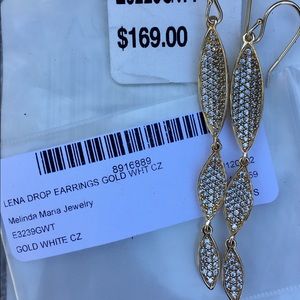 $169.00
8916889
LENA DROP EARRINGS GOLD WHT CZ
Melinda Maria Jewelry
E3239GWT
GOLD WHITE CZ